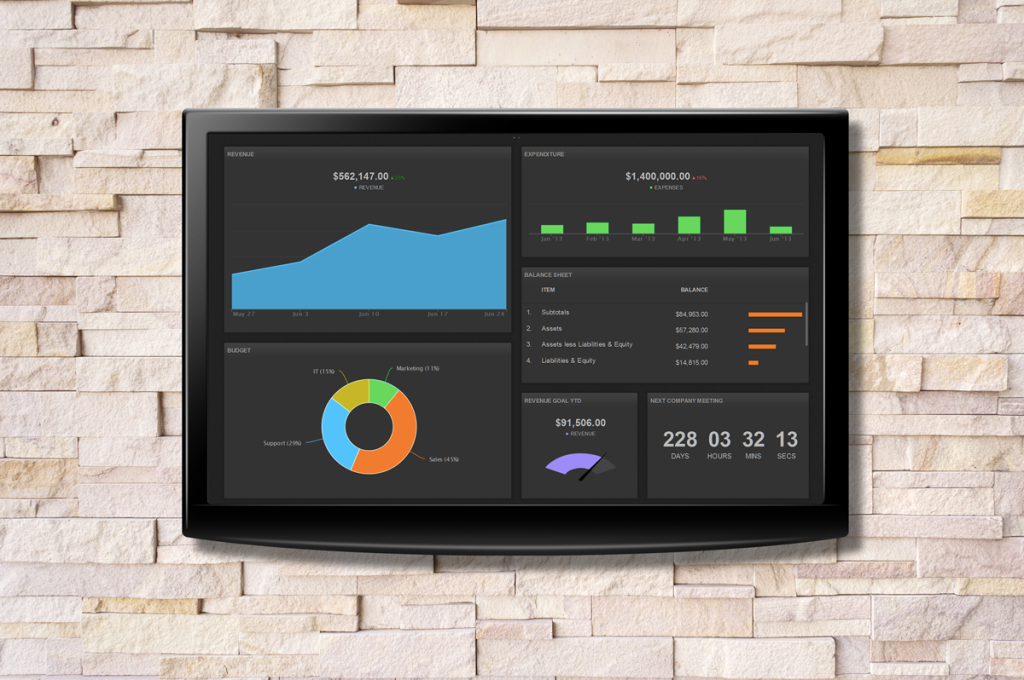 REVENUE
$562,147.00
REVENUE
May 27 Jun 3 Jun 10 Jun 17 Jun 24
EXPENDITURE
$1,400,000.00
EXPENSES
Jan '13 Feb '13 Mar '13 Apr '13 May '13 Jun '13
BALANCE SHEET
ITEM BALANCE
1. Subtotals $84,953.00
2. Assets $57,280.00
3. Assets less Liabilities & Equity $42,479.00
4. Liabilities & Equity $14,815.00
BUDGET
IT (15%)
Marketing (11%)
Support (29%)
Sales (45%)
REVENUE GOAL YTD
$91,506.00
REVENUE
NEXT COMPANY MEETING
228 03 32 13
DAYS HOURS MINS SECS